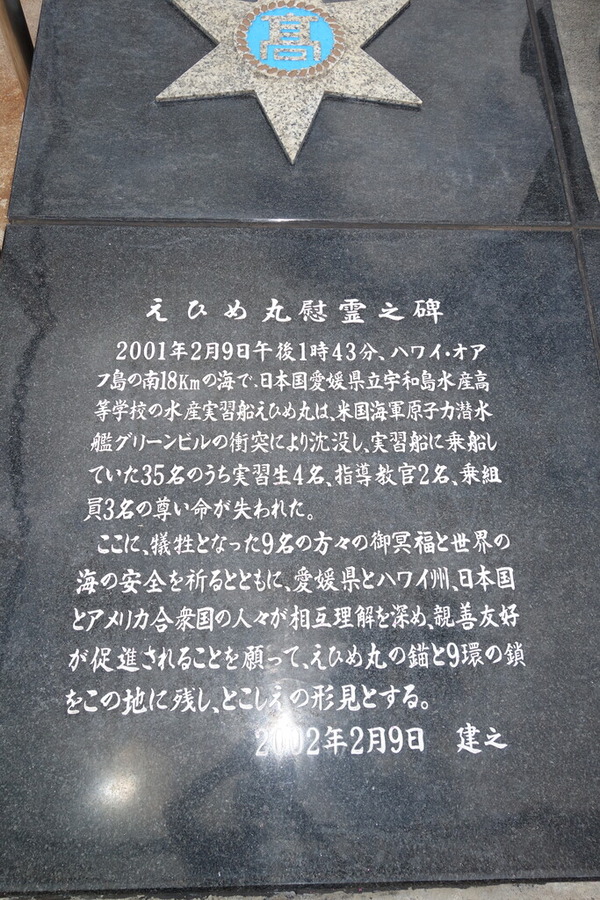 髙
えひめ丸慰霊之碑
2001年2月9日午後1時43分、ハワイ・オア
フ島の南18Kmの海で、日本国愛媛県立宇和島水産高
等学校の水産実習船えひめ丸は、米国海軍原子力潜水
艦グリーンビルの衝突により沈没し、実習船に乗船し
ていた35名のうち実習生4名、指導教官2名、乗組
員3名の尊い命が失われた。
ここに、犠牲となった9名の方々の御冥福と世界の
海の安全を祈るとともに、愛媛県とハワイ州、日本国
とアメリカ合衆国の人々が相互理解を深め、親善友好
が促進されることを願って、えひめ丸の錨と9環の鎖
をこの地に残し、とこしえの形見とする。
2002年2月9日 建之